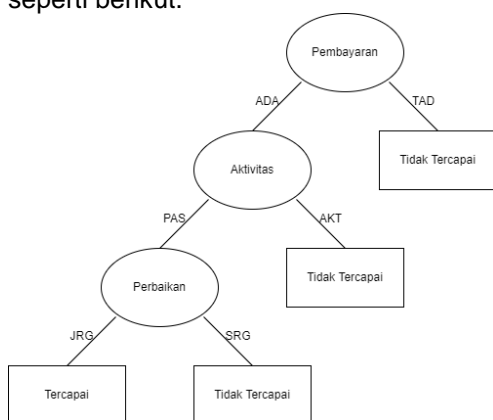 seperti berikut:
Pembayaran
ADA
TAD
Aktivitas
Tidak Tercapai
PAS
AKT
Perbaikan
Tidak Tercapai
JRG
SRG
Tercapai
Tidak Tercapai